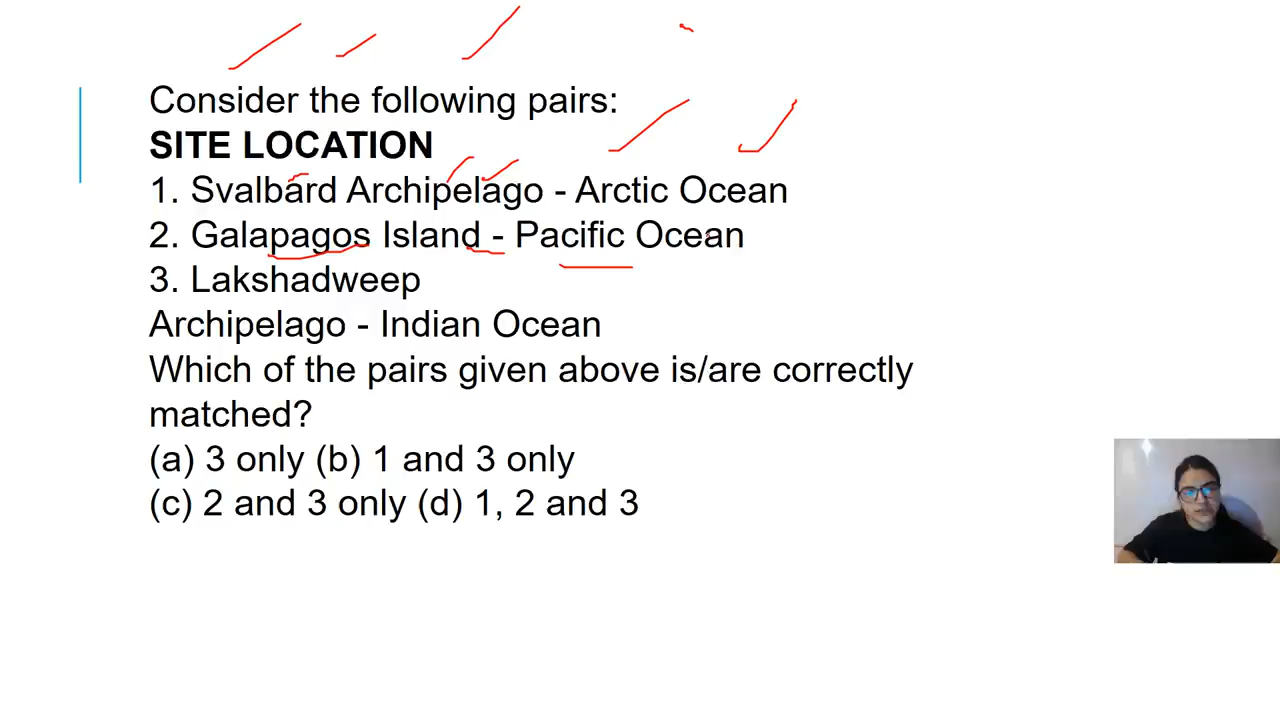 Consider the following pairs:
SITE LOCATION
1. Svalbard Archipelago - Arctic Ocean
2. Galapagos Island - Pacific Ocean
3. Lakshadweep
Archipelago - Indian Ocean
Which of the pairs given above is/are correctly
matched?
(a) 3 only (b) 1 and 3 only
(c) 2 and 3 only (d) 1, 2 and 3